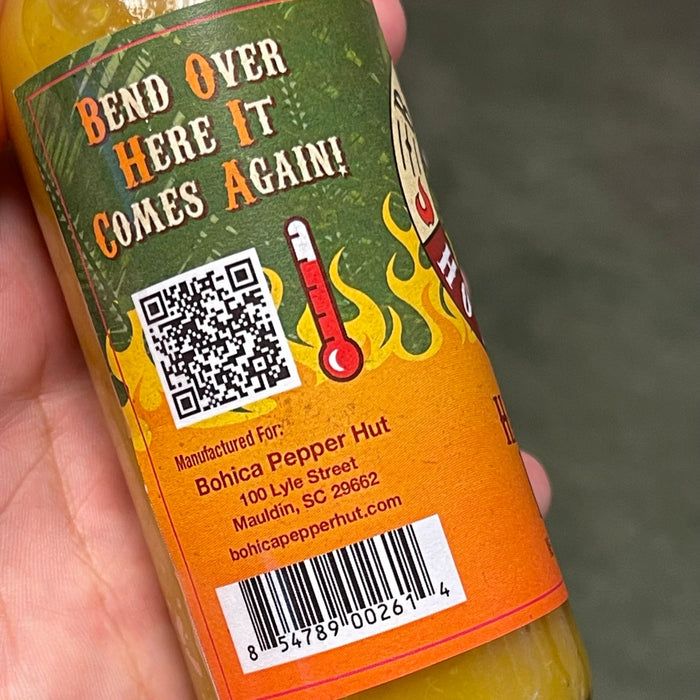 Bend Over
Here It
Comes Again!
Manufactured For:
Bohica Pepper Hut
100 Lyle Street
Mauldin, SC 29662
bohicapepperhut.com
8 54789 00261 4